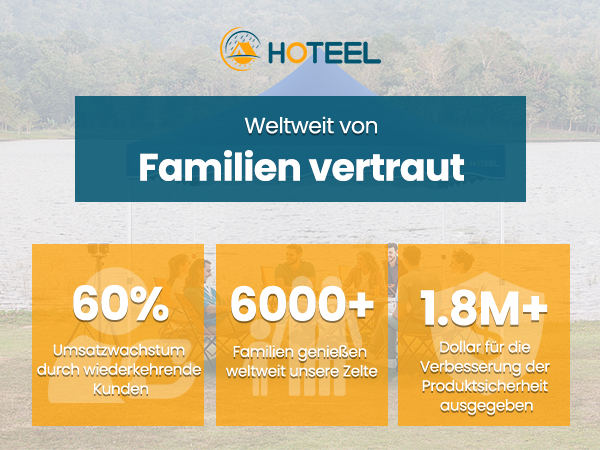 HOTEEL
Weltweit von
Familien vertraut
HOTEEL
60%
Umsatzwachstum
durch wiederkehrende
Kunden
6000+
Familien genießen
weltweit unsere Zelte
1.8M+
Dollar für die
Verbesserung der
Produktsicherheit
ausgegeben